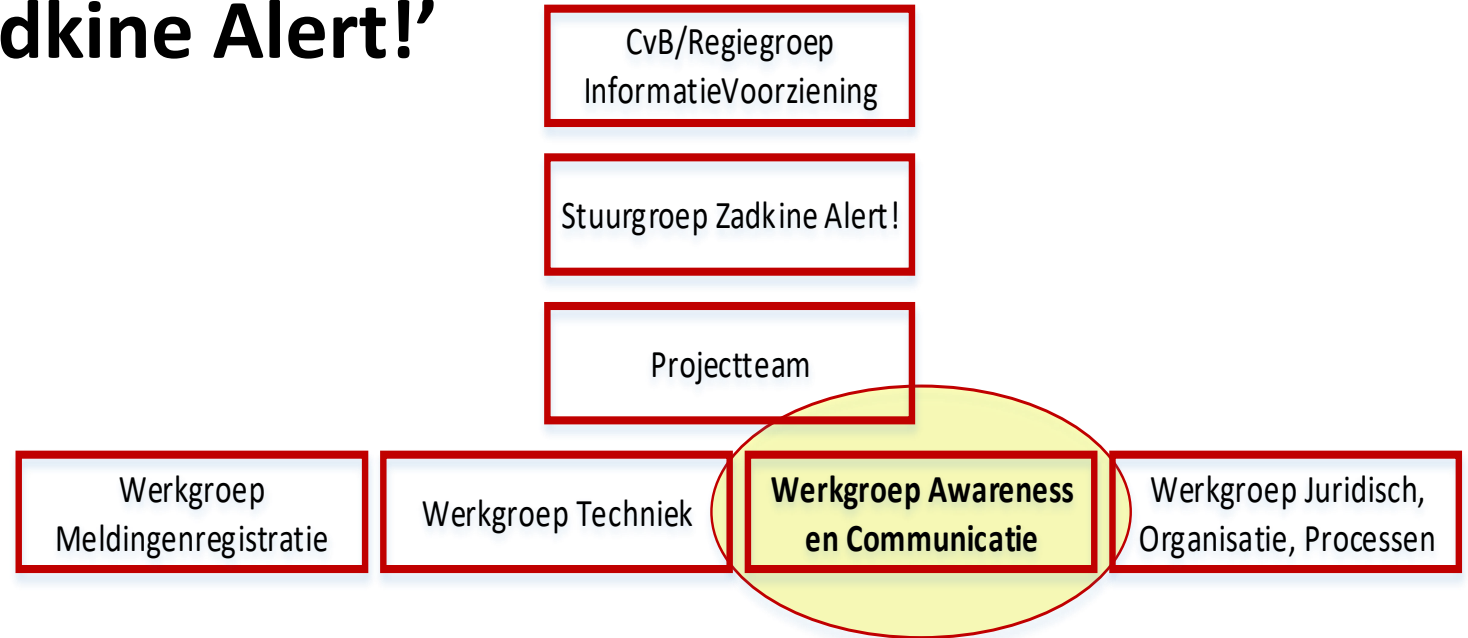 dkine Alert!’
CvB/Regiegroep
InformatieVoorziening
Stuurgroep Zadkine Alert!
Projectteam
Werkgroep
Meldingenregistratie
Werkgroep Techniek
Werkgroep Awareness
en Communicatie
Werkgroep Juridisch,
Organisatie, Processen